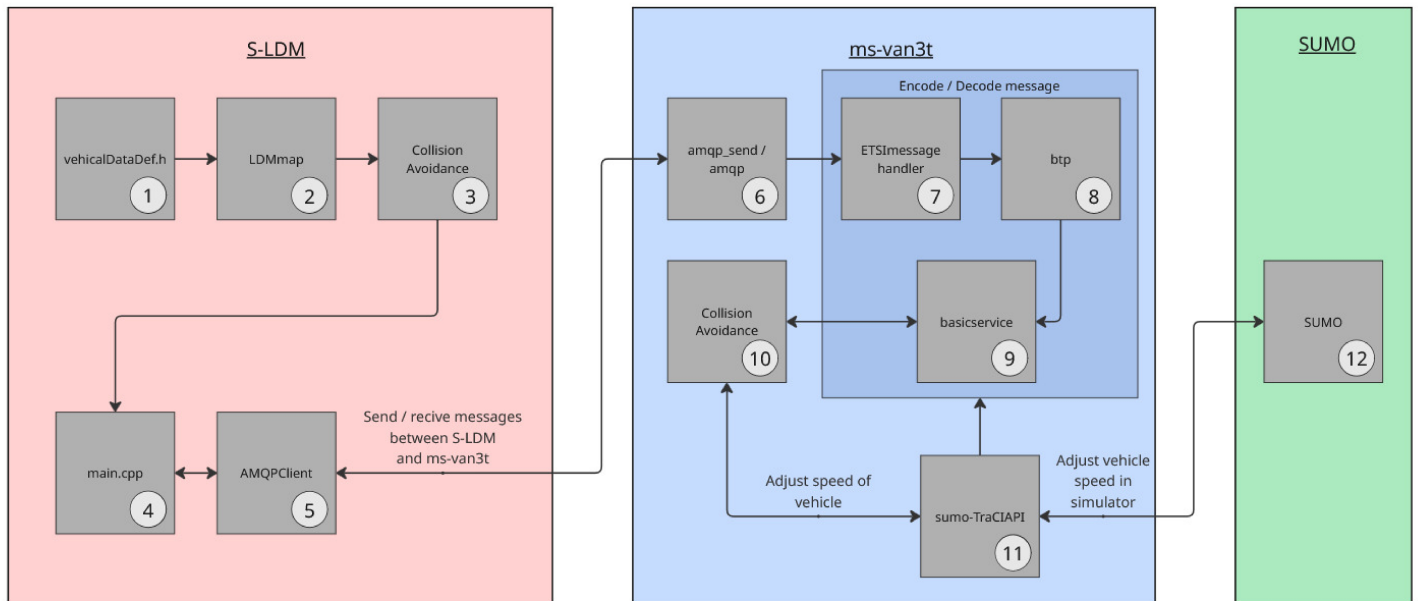 S-LDM
vehicalDataDef.h
1
LDMmap
2
Collision
Avoidance
3
main.cpp
4
AMQPClient
5
Send / recive messages
between S-LDM
and ms-van3t
ms-van3t
Encode / Decode message
amqp_send /
amqp
6
ETSImessage
handler
7
btp
8
Collision
Avoidance
10
basicservice
9
Adjust speed of
vehicle
sumo-TraCIAPI
11
Adjust vehicle
speed in
simulator
SUMO
SUMO
12